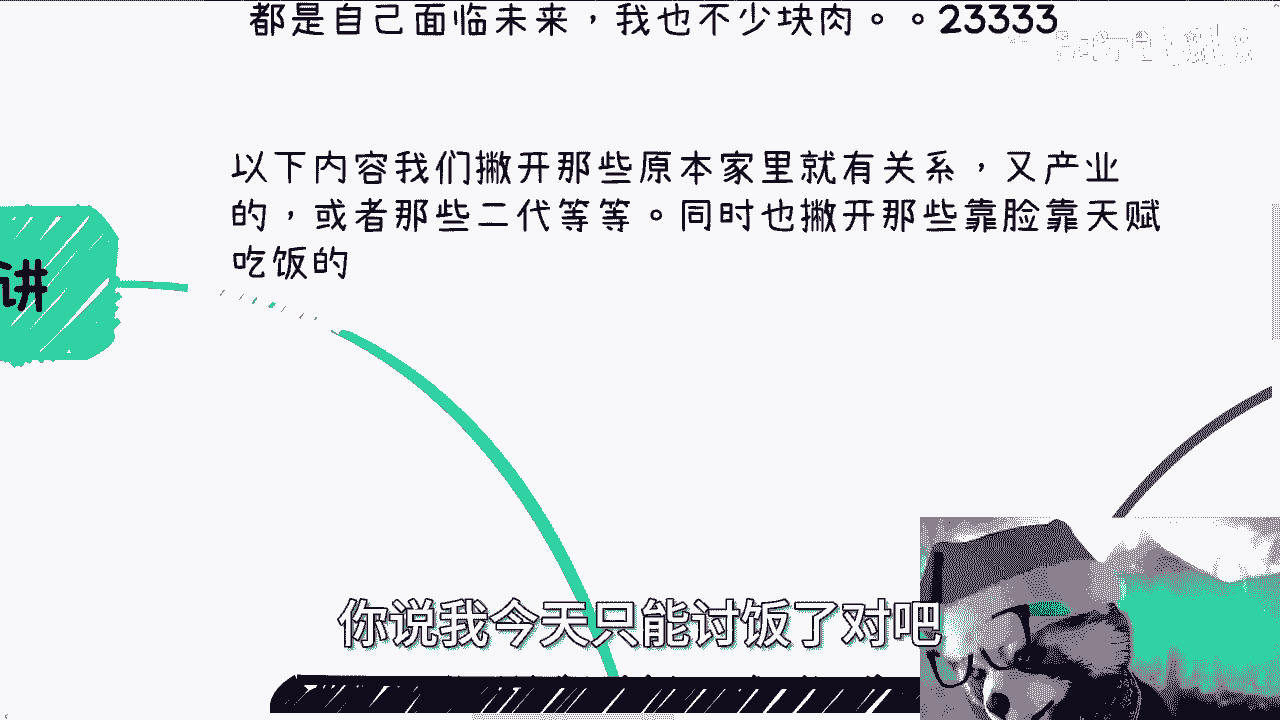 都是自己面临未来，我也不少块肉。。23333
以下内容我们撇开那些原本家里就有关系，又产业
的，或者那些二代等等。同时也撇开那些靠脸靠天赋
吃饭的
讲
你说我今天只能讨饭了对吧